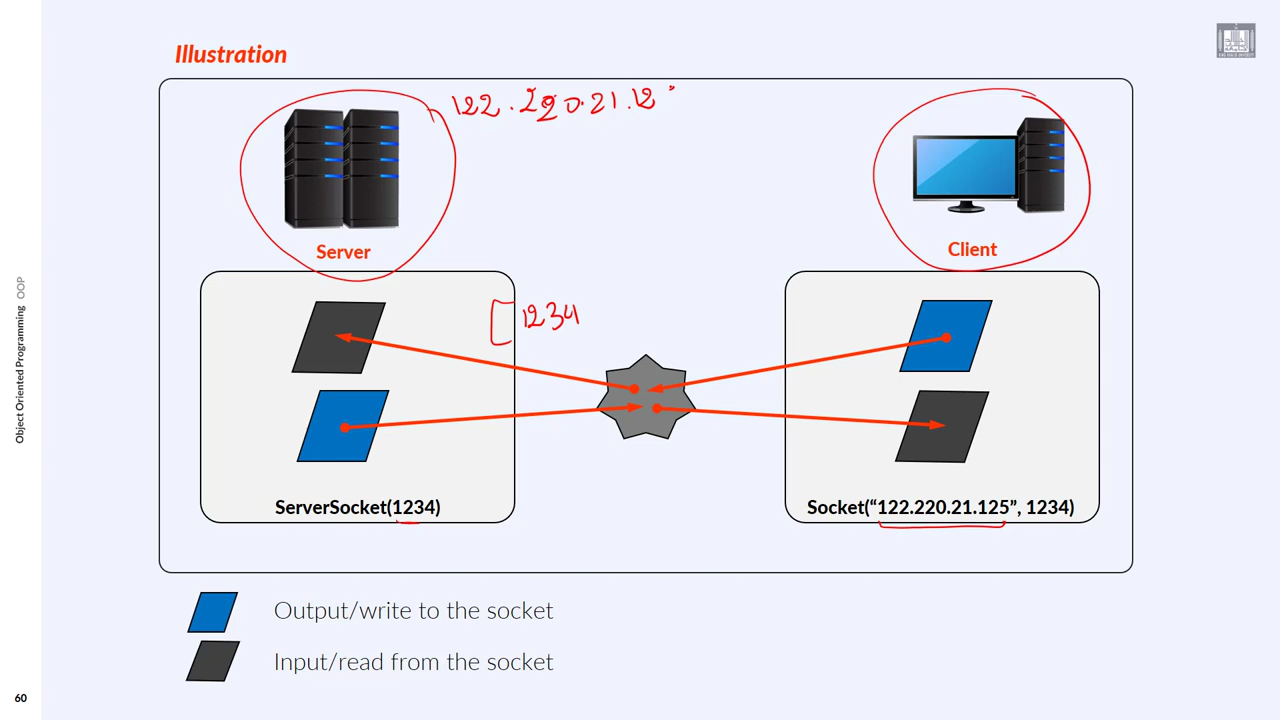 Illustration
122.220.21.12
Server
Client
1234
ServerSocket(1234)
Socket(“122.220.21.125”, 1234)
Output/write to the socket
Input/read from the socket
Object Oriented Programming OOP
60